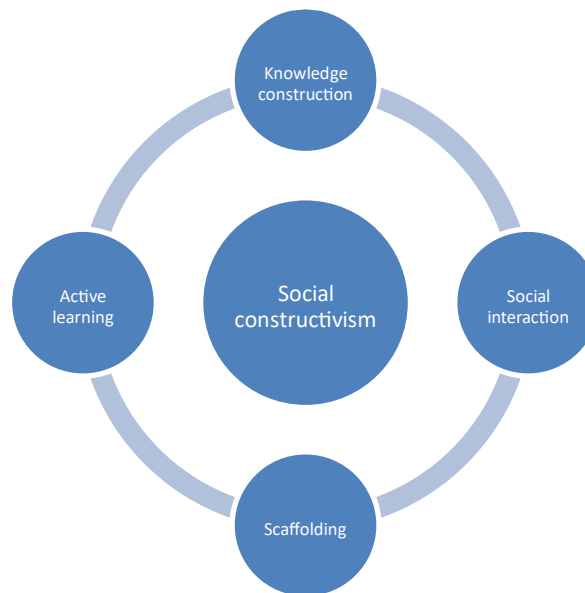 Knowledge
construction
Active
learning
Social
constructivism
Social
interaction
Scaffolding